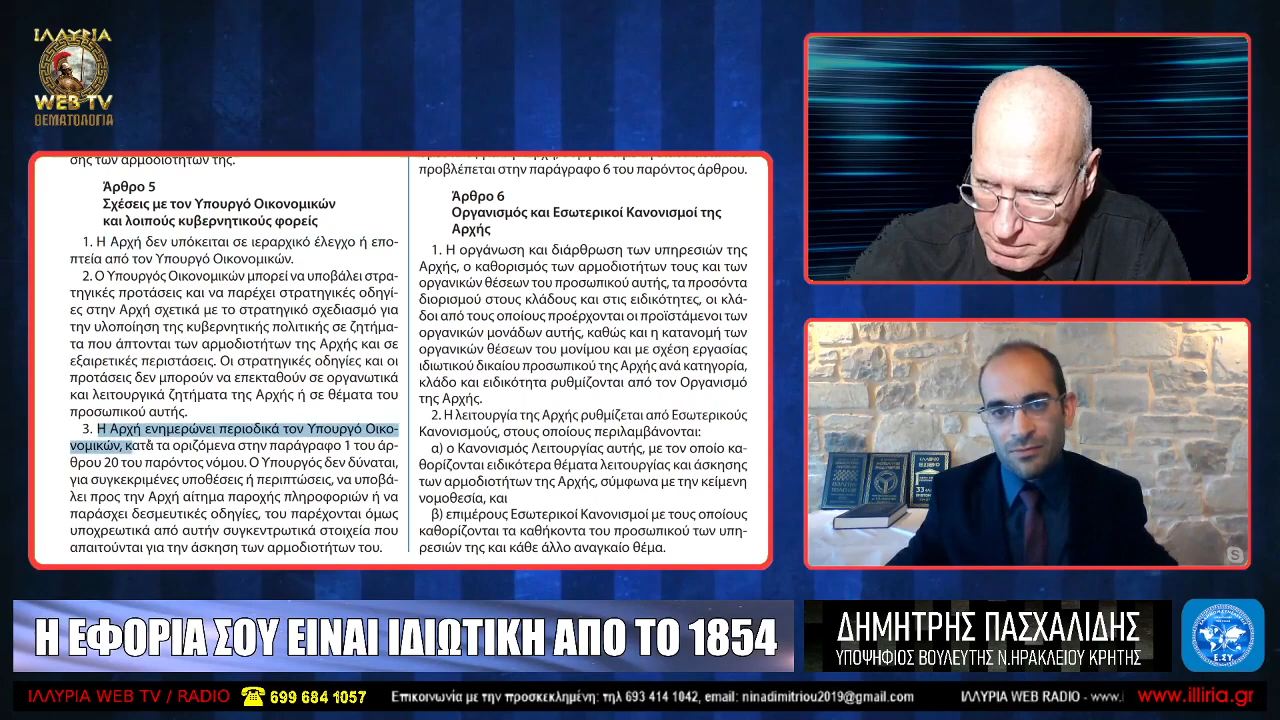 ΙΛΛΥΡΙΑ
WEB TV
ΘΕΜΑΤΟΛΟΓΙΑ
σης των αρμοδιοτήτων της.
Άρθρο 5
Σχέσεις με τον Υπουργό Οικονομικών
και λοιπούς κυβερνητικούς φορείς
1. Η Αρχή δεν υπόκειται σε ιεραρχικό έλεγχο ή επο-
πτεία από τον Υπουργό Οικονομικών.
2. Ο Υπουργός Οικονομικών μπορεί να υποβάλει στρα-
τηγικές προτάσεις και να παρέχει στρατηγικές οδηγί-
ες στην Αρχή σχετικά με το στρατηγικό σχεδιασμό για
την υλοποίηση της κυβερνητικής πολιτικής σε ζητήμα-
τα που άπτονται των αρμοδιοτήτων της Αρχής και σε
εξαιρετικές περιστάσεις. Οι στρατηγικές οδηγίες και οι
προτάσεις δεν μπορούν να επεκταθούν σε οργανωτικά
και λειτουργικά ζητήματα της Αρχής ή σε θέματα του
προσωπικού αυτής.
3. Η Αρχή ενημερώνει περιοδικά τον Υπουργό Οικο-
νομικών, κατά τα οριζόμενα στην παράγραφο 1 του άρ-
θρου 20 του παρόντος νόμου. Ο Υπουργός δεν δύναται,
για συγκεκριμένες υποθέσεις ή περιπτώσεις, να υποβά-
λει προς την Αρχή αίτημα παροχής πληροφοριών ή να
παράσχει δεσμευτικές οδηγίες, του παρέχονται όμως
υποχρεωτικά από αυτήν συγκεντρωτικά στοιχεία που
απαιτούνται για την άσκηση των αρμοδιοτήτων του.
προβλέπεται στην παράγραφο 6 του παρόντος άρθρου.
Άρθρο 6
Οργανισμός και Εσωτερικοί Κανονισμοί της
Αρχής
1. Η οργάνωση και διάρθρωση των υπηρεσιών της
Αρχής, ο καθορισμός των αρμοδιοτήτων τους και των
οργανικών θέσεων του προσωπικού αυτής, τα προσόντα
διορισμού στους κλάδους και στις ειδικότητες, οι κλά-
δοι από τους οποίους προέρχονται οι προϊστάμενοι των
οργανικών μονάδων αυτής, καθώς και η κατανομή των
οργανικών θέσεων του μονίμου και με σχέση εργασίας
ιδιωτικού δικαίου προσωπικού της Αρχής ανά κατηγορία,
κλάδο και ειδικότητα ρυθμίζονται από τον Οργανισμό
της Αρχής.
2. Η λειτουργία της Αρχής ρυθμίζεται από Εσωτερικούς
Κανονισμούς, στους οποίους περιλαμβάνονται:
α) ο Κανονισμός Λειτουργίας αυτής, με τον οποίο κα-
θορίζονται ειδικότερα θέματα λειτουργίας και άσκησης
των αρμοδιοτήτων της Αρχής, σύμφωνα με την κείμενη
νομοθεσία, και
β) επιμέρους Εσωτερικοί Κανονισμοί με τους οποίους
καθορίζονται τα καθήκοντα του προσωπικού των υπη-
ρεσιών της και κάθε άλλο αναγκαίο θέμα.
Η ΕΦΟΡΙΑ ΣΟΥ ΕΙΝΑΙ ΙΔΙΩΤΙΚΗ ΑΠΟ ΤΟ 1854
ΔΗΜΗΤΡΗΣ ΠΑΣΧΑΛΙΔΗΣ
ΥΠΟΨΗΦΙΟΣ ΒΟΥΛΕΥΤΗΣ Ν.ΗΡΑΚΛΕΙΟΥ ΚΡΗΤΗΣ
Ε.ΣΥ
ΙΛΛΥΡΙΑ WEB TV / RADIO
699 684 1057
Επικοινωνία με την προσκεκλημένη: τηλ 693 414 1042, email: ninadimitriou2019@gmail.com
ΙΛΛΥΡΙΑ WEB RADIO - www.i
www.illiria.gr